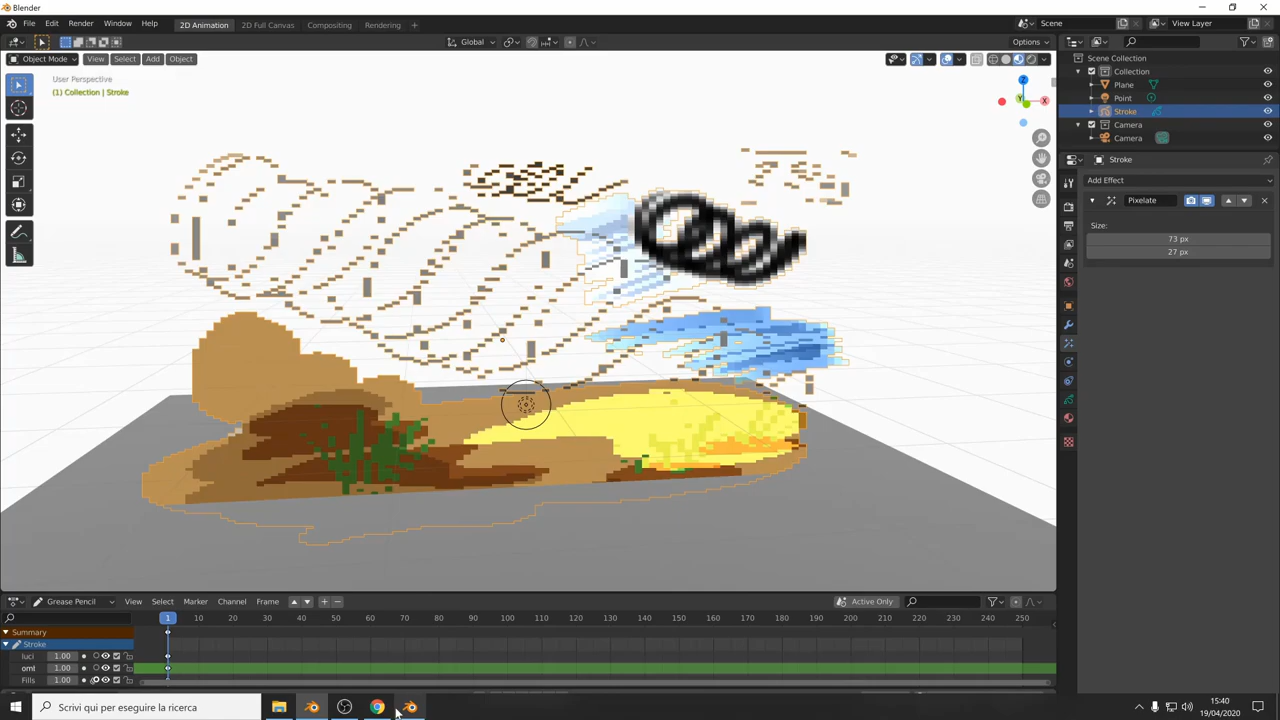 Blender
File Edit Render Window Help 2D Animation 2D Full Canvas Compositing Rendering + Scene View Layer
Global Options
Object Mode View Select Add Object
User Perspective
(1) Collection | Stroke
Z
Y
X
Scene Collection
Collection
Plane
Point
Stroke
Camera
Camera
Stroke
Add Effect
Pixelate
Size:
73 px
27 px
Grease Pencil View Select Marker Channel Frame Active Only
1 10 20 30 40 50 60 70 80 90 100 110 120 130 140 150 160 170 180 190 200 210 220 230 240 250
Summary
Stroke
luci 1.00
oml 1.00
Fills 1.00
Scrivi qui per eseguire la ricerca
15:40
19/04/2020